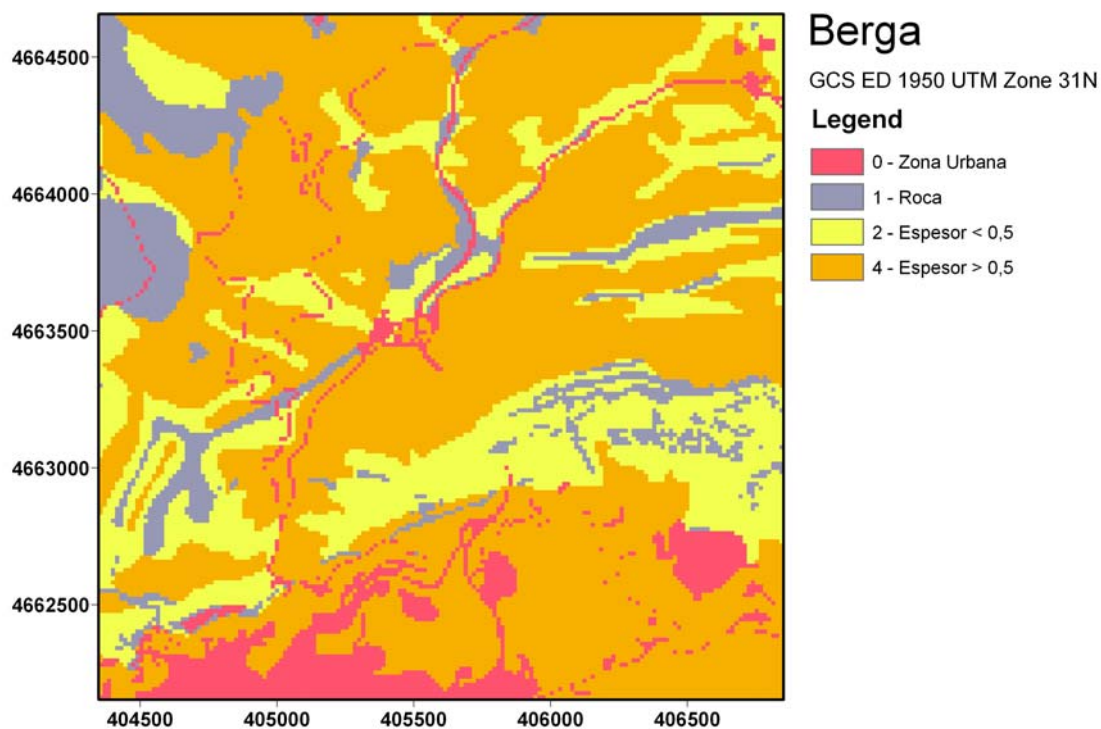 Berga
GCS ED 1950 UTM Zone 31N
Legend
0 - Zona Urbana
1 - Roca
2 - Espesor < 0,5
4 - Espesor > 0,5
4664500
4664000
4663500
4663000
4662500
404500 405000 405500 406000 406500